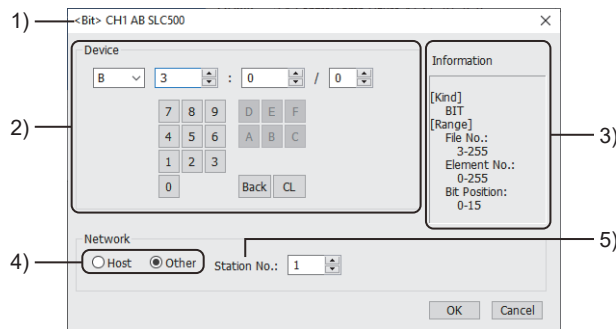 1)
<Bit> CH1 AB SLC500
Device
B 3 : 0 / 0
7 8 9 D E F
4 5 6 A B C
1 2 3
0 Back CL
2)
Information
[Kind]
BIT
[Range]
File No.:
3-255
Element No.:
0-255
Bit Position:
0-15
3)
Network
4)
Host Other Station No.: 1
5)
OK Cancel